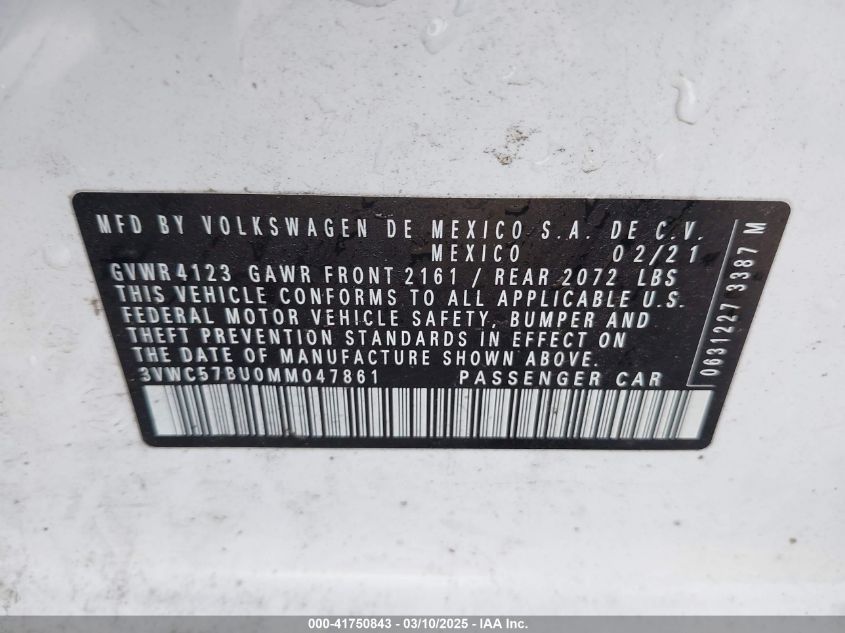 MFD BY VOLKSWAGEN DE MEXICO S.A. DE C.V.
MEXICO 02/21
GVWR 4123 GAWR FRONT 2161 / REAR 2072 LBS
THIS VEHICLE CONFORMS TO ALL APPLICABLE U.S.
FEDERAL MOTOR VEHICLE SAFETY, BUMPER AND
THEFT PREVENTION STANDARDS IN EFFECT ON
THE DATE OF MANUFACTURE SHOWN ABOVE.
3VWC57BU0MM047861 PASSENGER CAR
0631227 3387 M
000-41750843 - 03/10/2025 - IAA Inc.